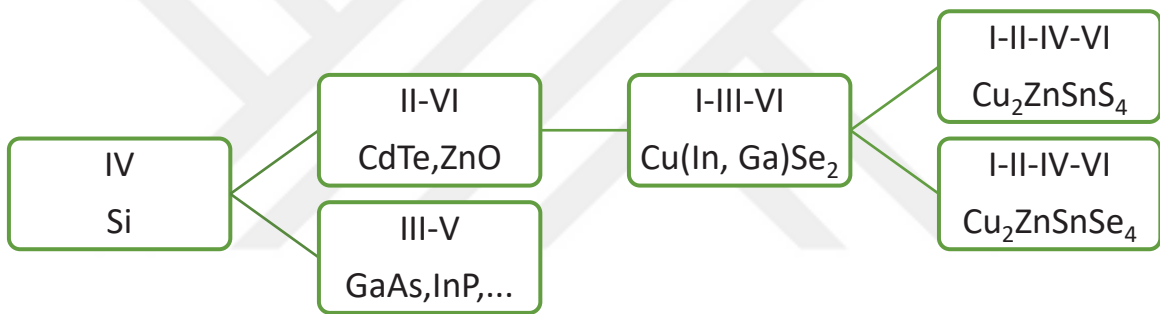 IV
Si
II-VI
CdTe,ZnO
III-V
GaAs,InP,...
I-III-VI
Cu(In, Ga)Se₂
I-II-IV-VI
Cu₂ZnSnS₄
I-II-IV-VI
Cu₂ZnSnSe₄